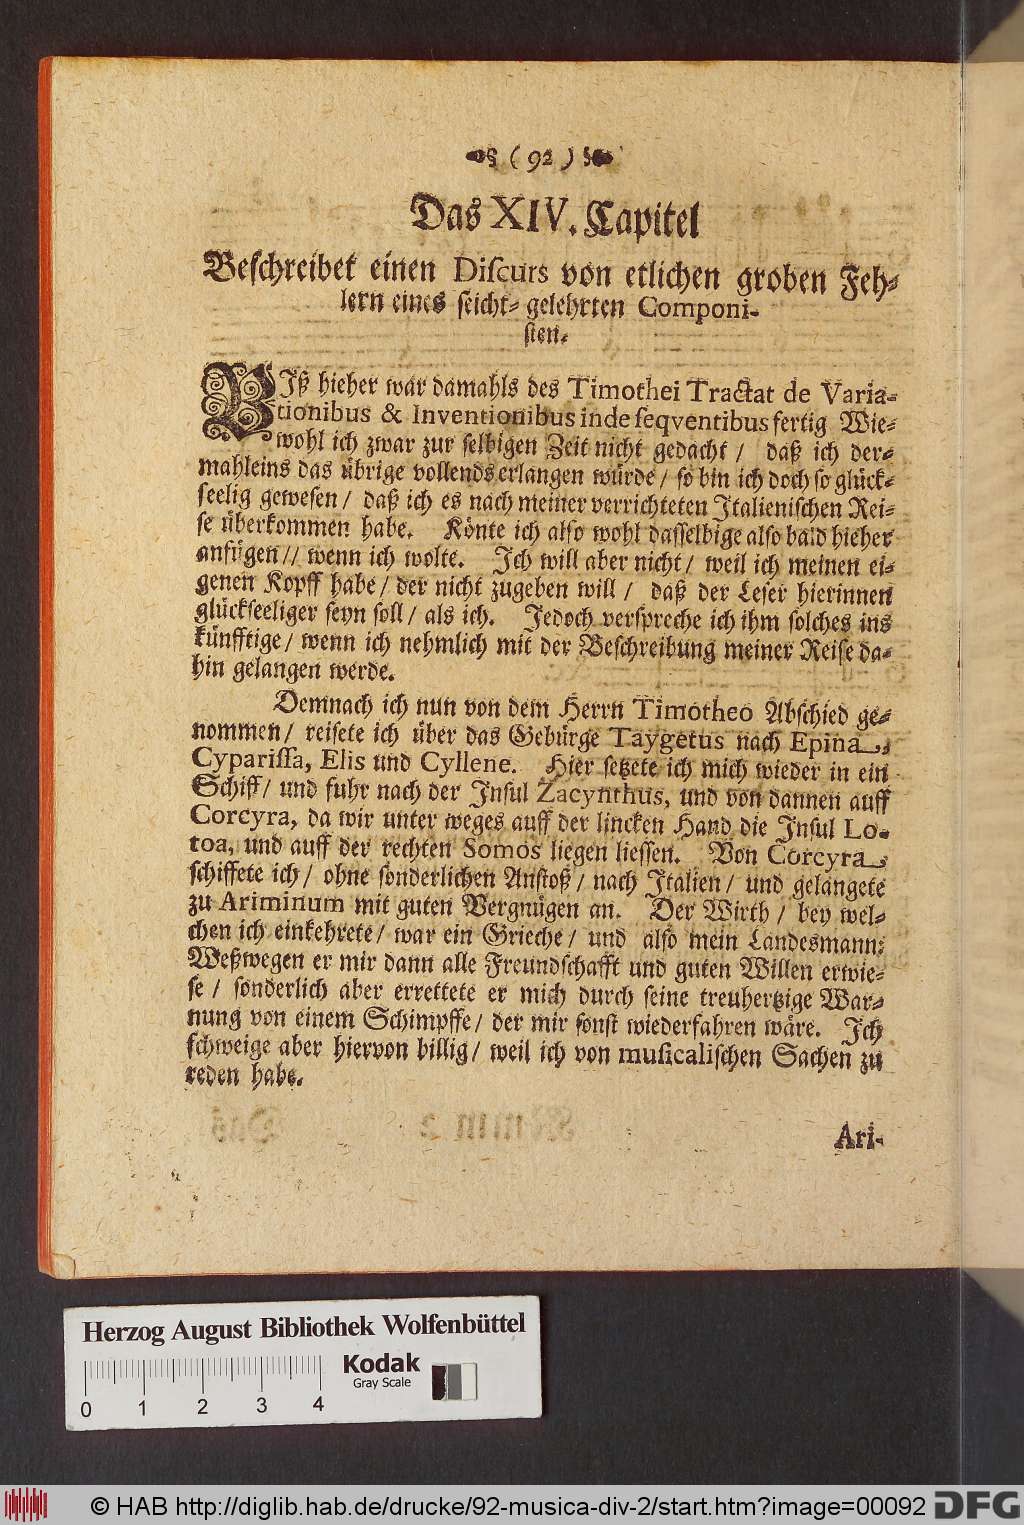 ( 92 )
Das XIV. Capitel
Beschreibet einen Discurs von etlichen groben Feh-
lern eines seicht-gelehrten Componi-
sten.
BIß hieher war damahls des Timothei Tractat de Varia-
tionibus & Inventionibus inde seqventibus fertig Wie-
wohl ich zwar zur selbigen Zeit nicht gedacht / daß ich der-
mahleins das übrige vollends erlangen würde / so bin ich doch so glück-
seelig gewesen / daß ich es nach meiner verrichteten Italienischen Rei-
se überkommen habe. Könte ich also wohl dasselbige also bald hieher
anfügen // wenn ich wolte. Ich will aber nicht / weil ich meinen ei-
genen Kopff habe / der nicht zugeben will / daß der Leser hierinnen
glückseeliger seyn soll / als ich. Jedoch verspreche ich ihm solches ins
künfftige / wenn ich nehmlich mit der Beschreibung meiner Reise da-
hin gelangen werde.
Demnach ich nun von dem Herrn Timotheo Abschied ge-
nommen / reisete ich über das Gebürge Taygetus nach Epina,
Cyparissa, Elis und Cyllene. Hier setzete ich mich wieder in ein
Schiff / und fuhr nach der Insul Zacynthus, und von dannen auff
Corcyra, da wir unter weges auff der lincken Hand die Insul Lo-
toa, und auff der rechten Somos liegen liessen. Von Corcyra
schiffete ich / ohne sonderlichen Anstoß / nach Italien / und gelangete
zu Ariminum mit guten Vergnügen an. Der Wirth / bey wel-
chen ich einkehrete / war ein Grieche / und also mein Landesmann:
Weßwegen er mir dann alle Freundschafft und guten Willen erwie-
se / sonderlich aber errettete er mich durch seine treuhertzige War-
nung von einem Schimpffe / der mir sonst wiederfahren wäre. Ich
schweige aber hiervon billig / weil ich von musicalischen Sachen zu
reden habe.
Ari-
Herzog August Bibliothek Wolfenbüttel
Kodak
Gray Scale
0 1 2 3 4
© HAB http://diglib.hab.de/drucke/92-musica-div-2/start.htm?image=00092 DFG